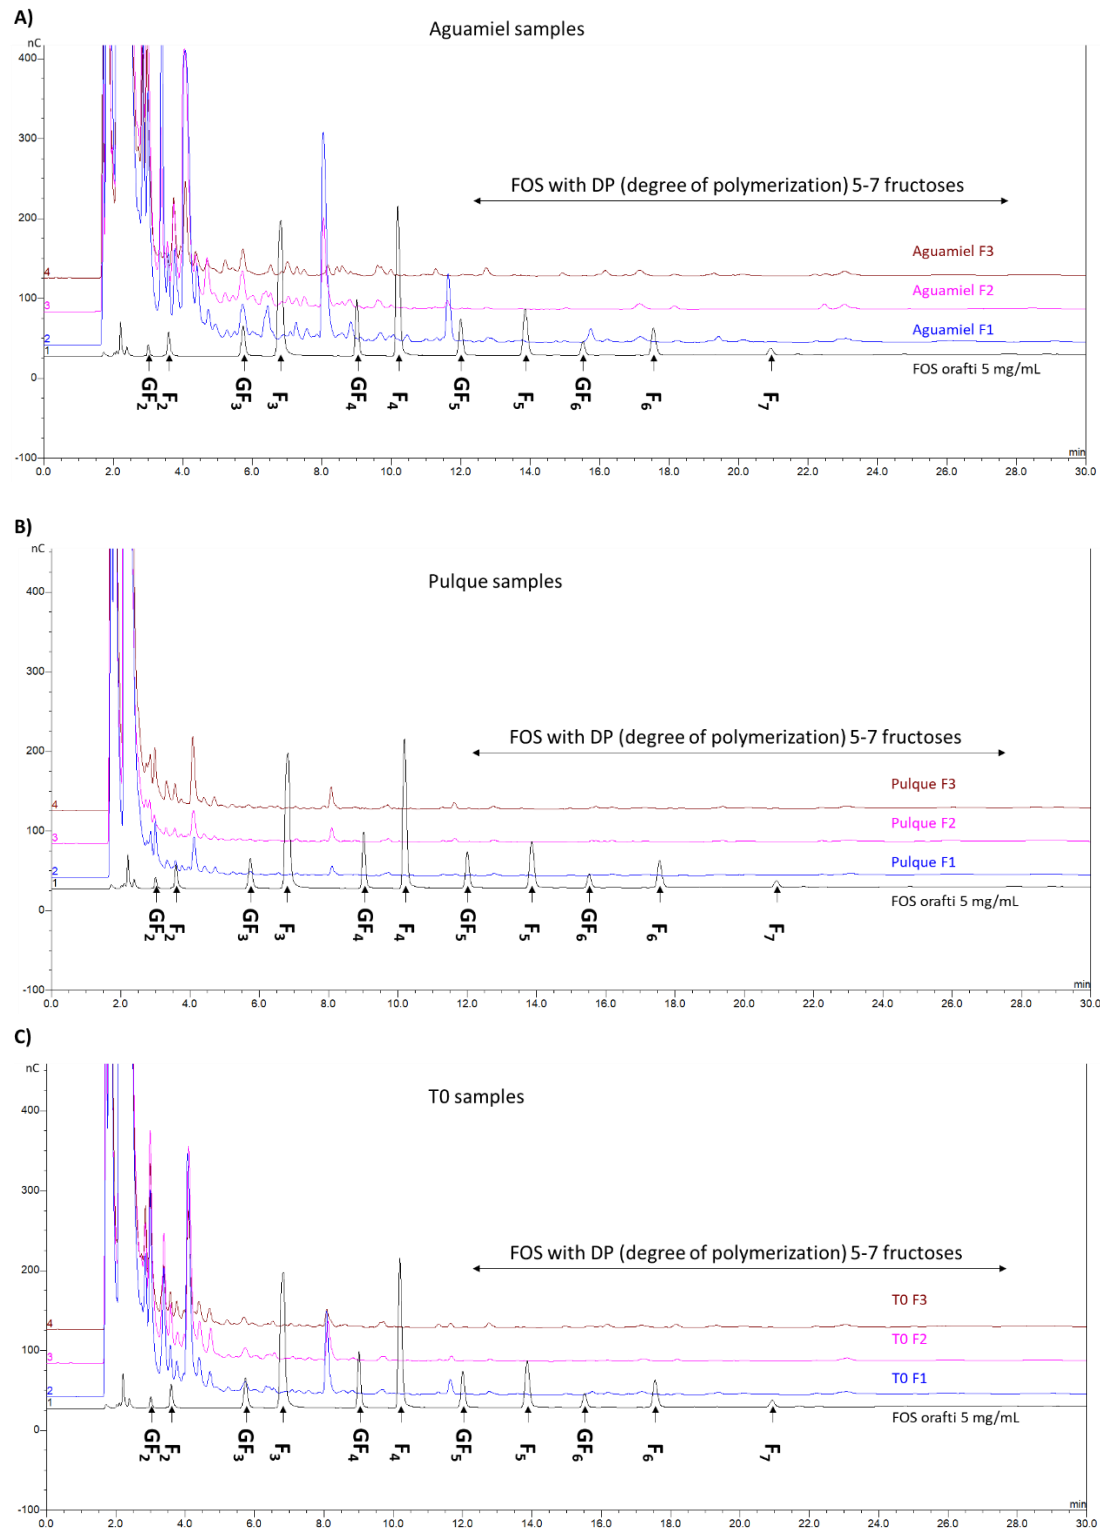 A)
Aguamiel samples
nC
400
FOS with DP (degree of polymerization) 5-7 fructoses
300
200
Aguamiel F3
4
Aguamiel F2
100
3
Aguamiel F1
2
1
FOS orafti 5 mg/mL
0
GF2 F2 GF3 F3 GF4 F4 GF5 F5 GF6 F6 F7
-100
min
0.0 2.0 4.0 6.0 8.0 10.0 12.0 14.0 16.0 18.0 20.0 22.0 24.0 26.0 28.0 30.0
B)
nC
Pulque samples
400
300
FOS with DP (degree of polymerization) 5-7 fructoses
200
Pulque F3
4
Pulque F2
100
3
Pulque F1
2
1
FOS orafti 5 mg/mL
0
GF2 F2 GF3 F3 GF4 F4 GF5 F5 GF6 F6 F7
-100
min
0.0 2.0 4.0 6.0 8.0 10.0 12.0 14.0 16.0 18.0 20.0 22.0 24.0 26.0 28.0 30.0
C)
nC
T0 samples
400
300
FOS with DP (degree of polymerization) 5-7 fructoses
200
T0 F3
4
T0 F2
100
3
T0 F1
2
1
FOS orafti 5 mg/mL
0
GF2 F2 GF3 F3 GF4 F4 GF5 F5 GF6 F6 F7
-100
min
0.0 2.0 4.0 6.0 8.0 10.0 12.0 14.0 16.0 18.0 20.0 22.0 24.0 26.0 28.0 30.0